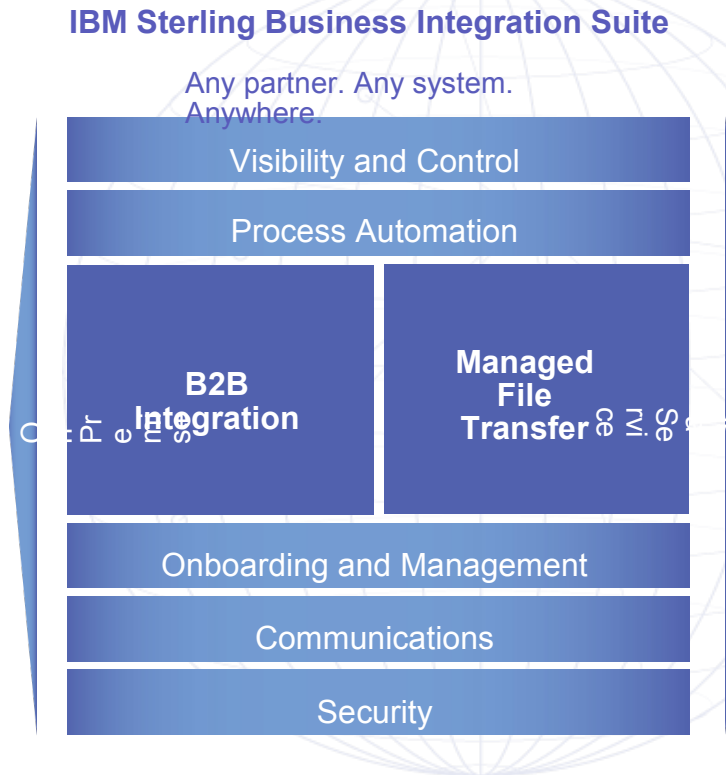 IBM Sterling Business Integration Suite
Any partner. Any system.
Anywhere.
Visibility and Control
Process Automation
B2B
Integration
Managed
File
Transfer
Onboarding and Management
Communications
Security